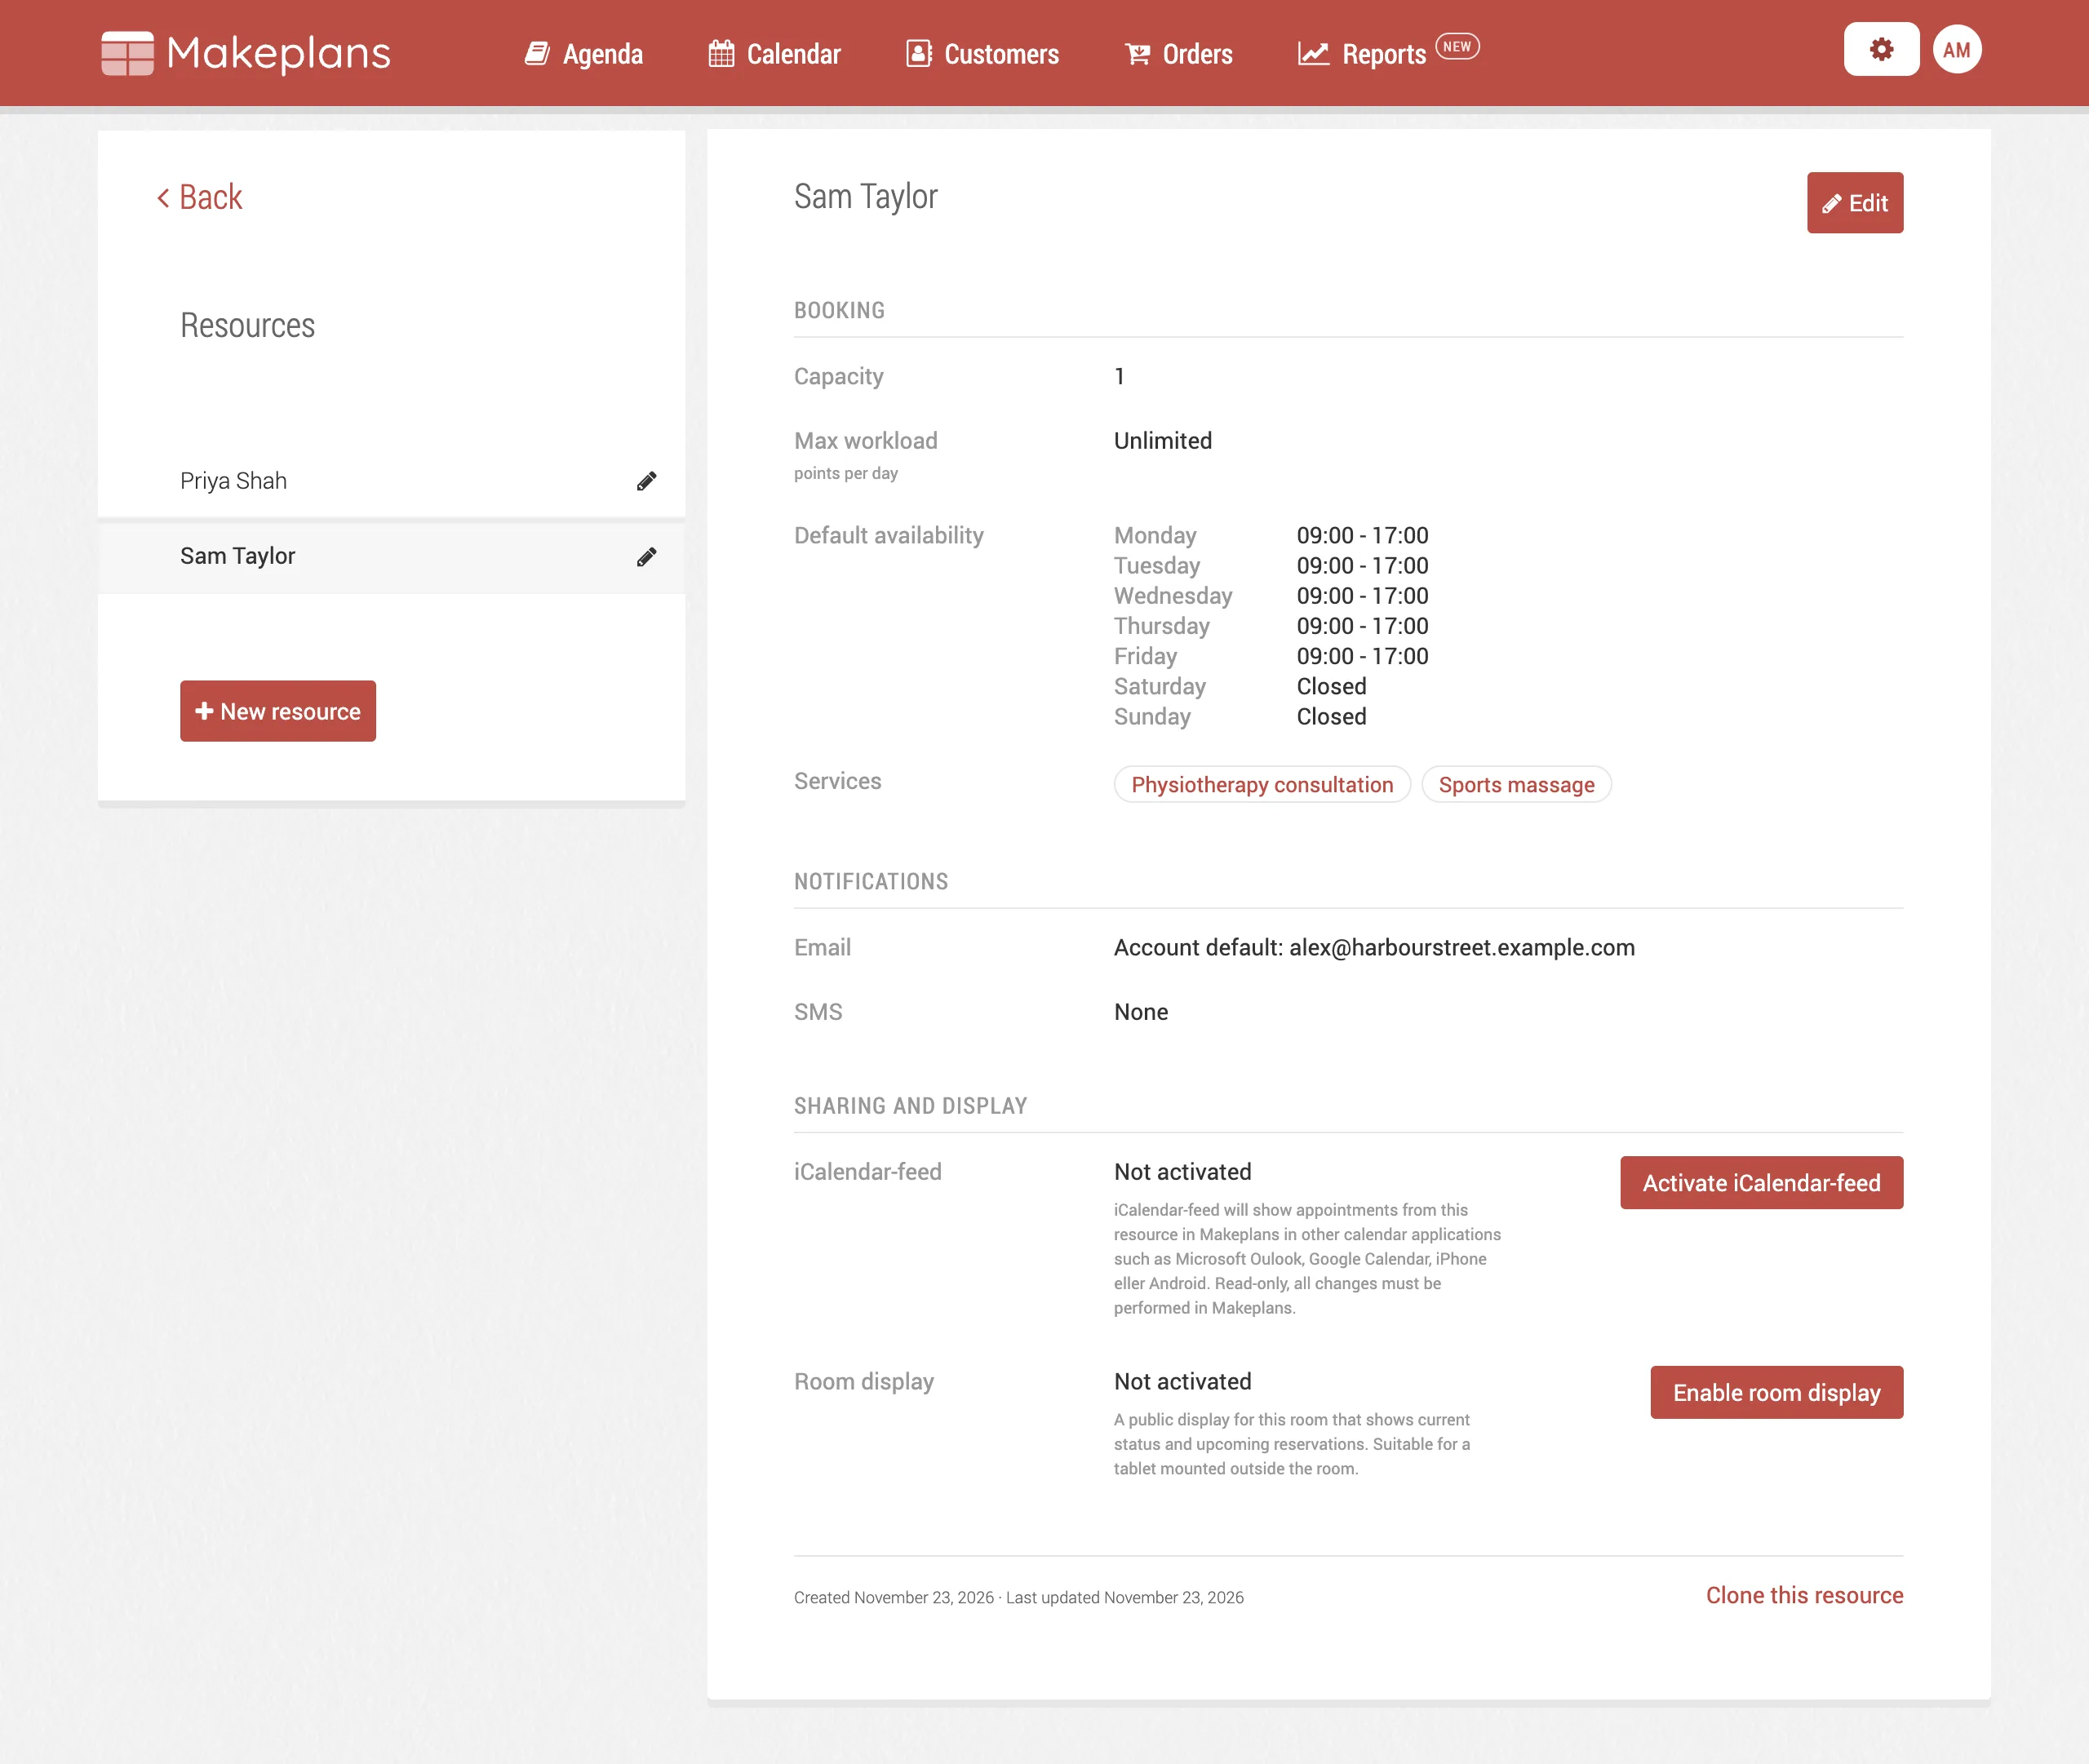 Makeplans
Agenda
Calendar
Customers
Orders
Reports NEW
AM
Back
Resources
Priya Shah
Sam Taylor
New resource
Sam Taylor
Edit
BOOKING
Capacity 1
Max workload Unlimited
points per day
Default availability Monday 09:00 - 17:00
Tuesday 09:00 - 17:00
Wednesday 09:00 - 17:00
Thursday 09:00 - 17:00
Friday 09:00 - 17:00
Saturday Closed
Sunday Closed
Services Physiotherapy consultation Sports massage
NOTIFICATIONS
Email Account default: alex@harbourstreet.example.com
SMS None
SHARING AND DISPLAY
iCalendar-feed Not activated Activate iCalendar-feed
iCalendar-feed will show appointments from this
resource in Makeplans in other calendar applications
such as Microsoft Oulook, Google Calendar, iPhone
eller Android. Read-only, all changes must be
performed in Makeplans.
Room display Not activated Enable room display
A public display for this room that shows current
status and upcoming reservations. Suitable for a
tablet mounted outside the room.
Created November 23, 2026 · Last updated November 23, 2026 Clone this resource